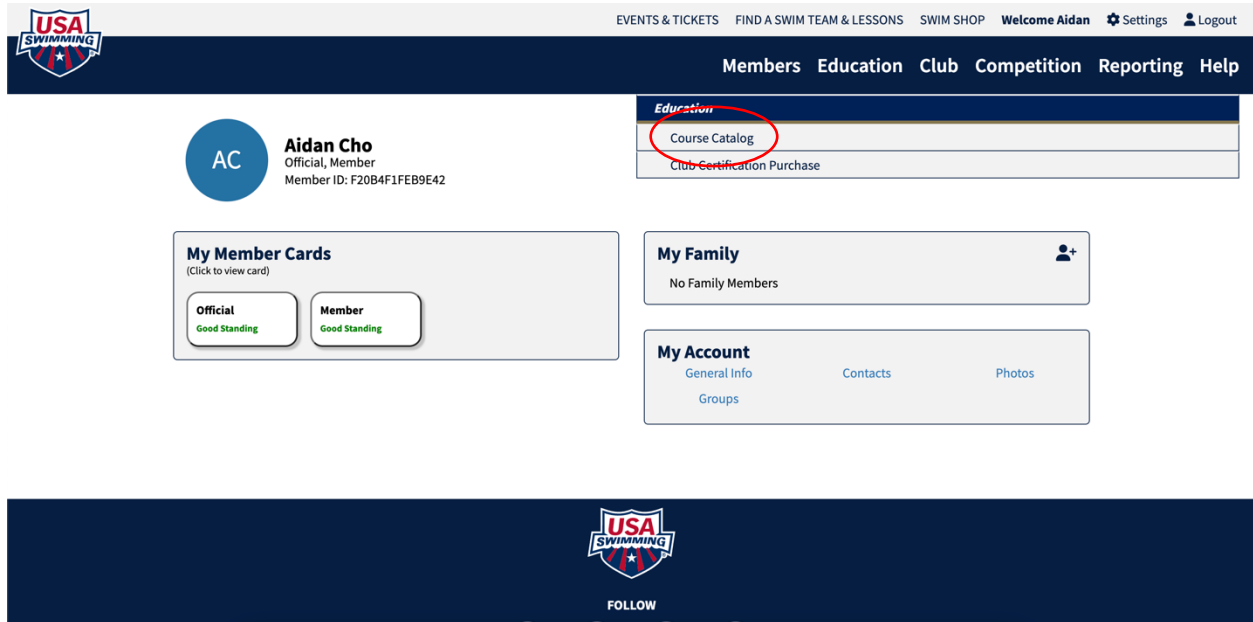 USA
SWIMMING
EVENTS & TICKETS FIND A SWIM TEAM & LESSONS SWIM SHOP Welcome Aidan Settings Logout
Members Education Club Competition Reporting Help
Education
Course Catalog
Club Certification Purchase
AC
Aidan Cho
Official, Member
Member ID: F20B4F1FEB9E42
My Member Cards
(Click to view card)
Official
Good Standing
Member
Good Standing
My Family
No Family Members
My Account
General Info Contacts Photos
Groups
USA
SWIMMING
FOLLOW